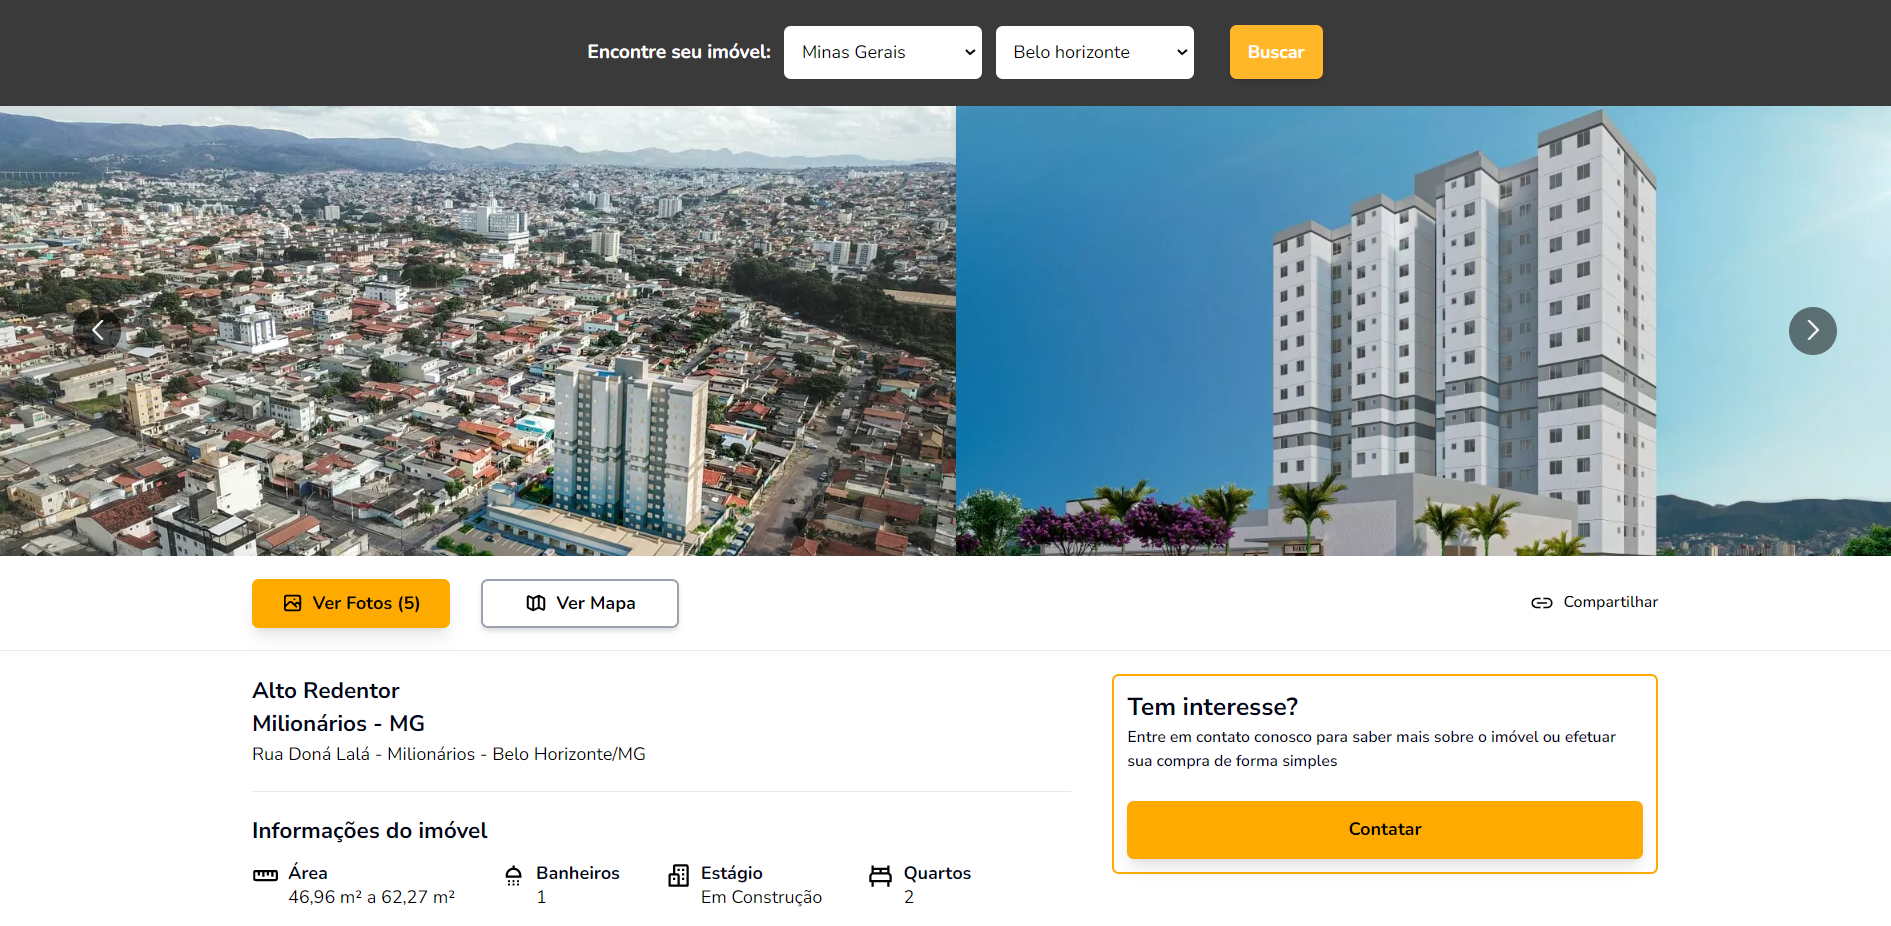 Encontre seu imóvel: Minas Gerais Belo horizonte Buscar
Ver Fotos (5) Ver Mapa Compartilhar
Alto Redentor
Milionários - MG
Rua Doná Lalá - Milionários - Belo Horizonte/MG
Tem interesse?
Entre em contato conosco para saber mais sobre o imóvel ou efetuar
sua compra de forma simples
Contatar
Informações do imóvel
Área
46,96 m² a 62,27 m²
Banheiros
1
Estágio
Em Construção
Quartos
2